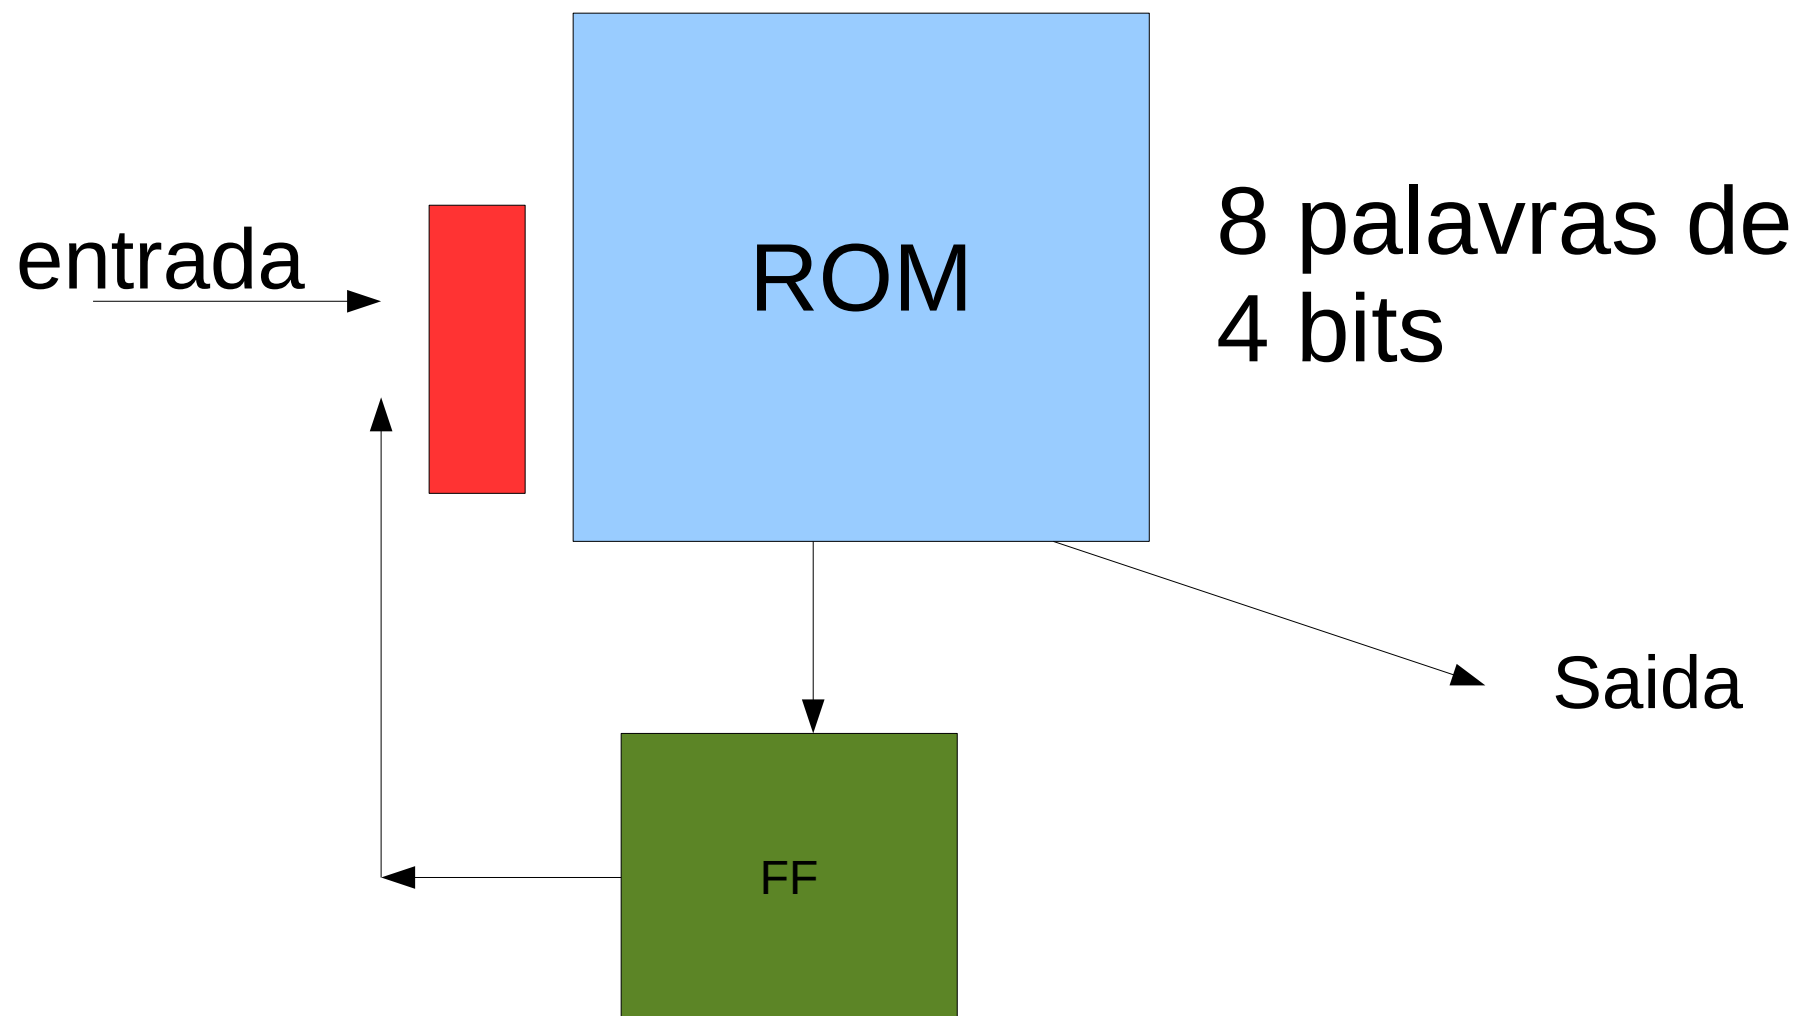 entrada
ROM
8 palavras de
4 bits
Saida
FF